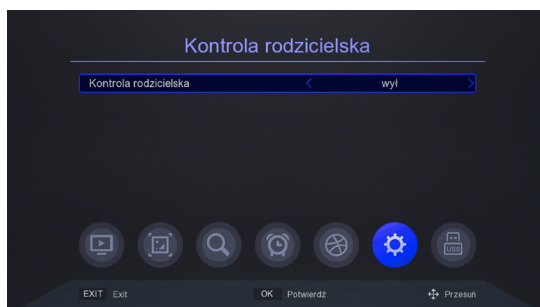 Kontrola rodzicielska
Kontrola rodzicielska < wył >
USB
EXIT Exit OK Potwierdź Przesuń